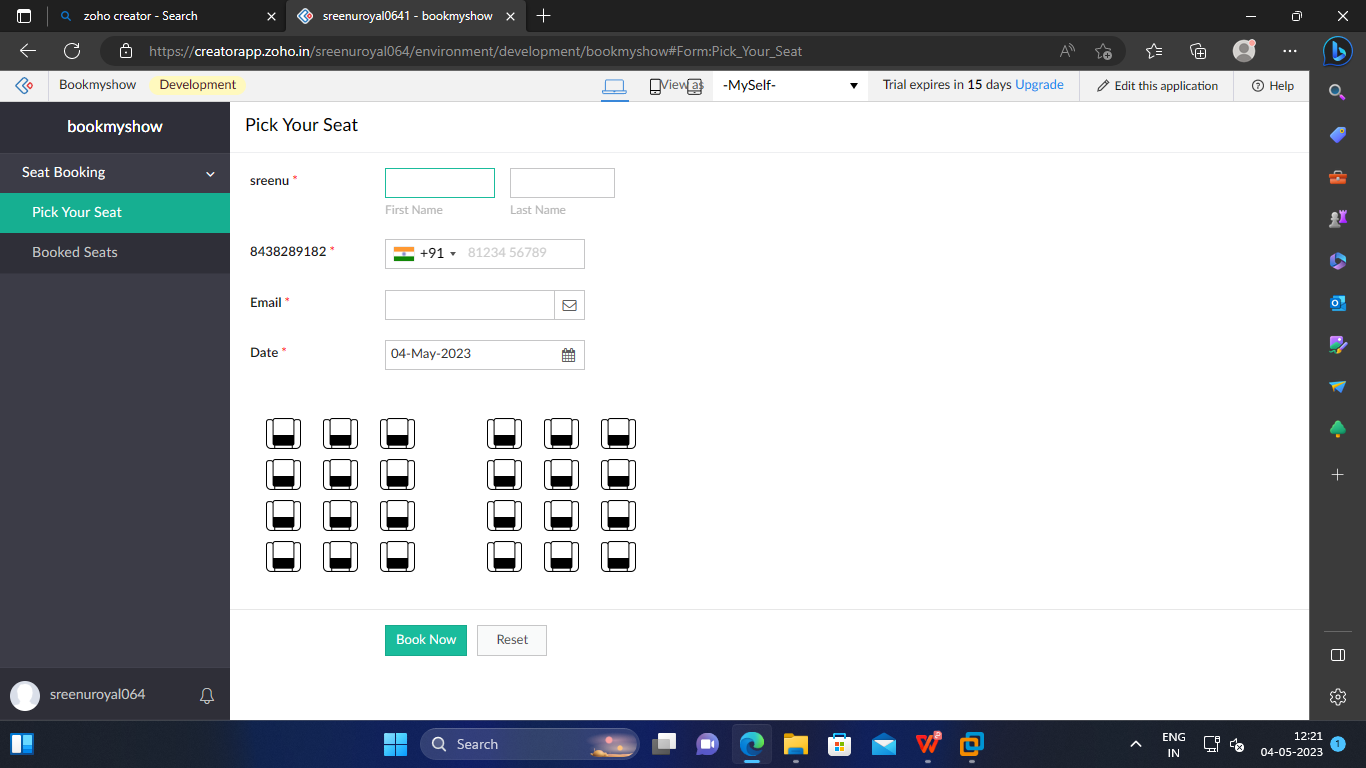 zoho creator - Search
sreenuroyal0641 - bookmyshow
https://creatorapp.zoho.in/sreenuroyal064/environment/development/bookmyshow#Form:Pick_Your_Seat
Bookmyshow Development View as -MySelf- Trial expires in 15 days Upgrade Edit this application Help
bookmyshow
Seat Booking
Pick Your Seat
Booked Seats
Pick Your Seat
sreenu *
First Name Last Name
8438289182 * +91 81234 56789
Email *
Date * 04-May-2023
Book Now Reset
sreenuroyal064
Search
ENG
IN
12:21
04-05-2023
1